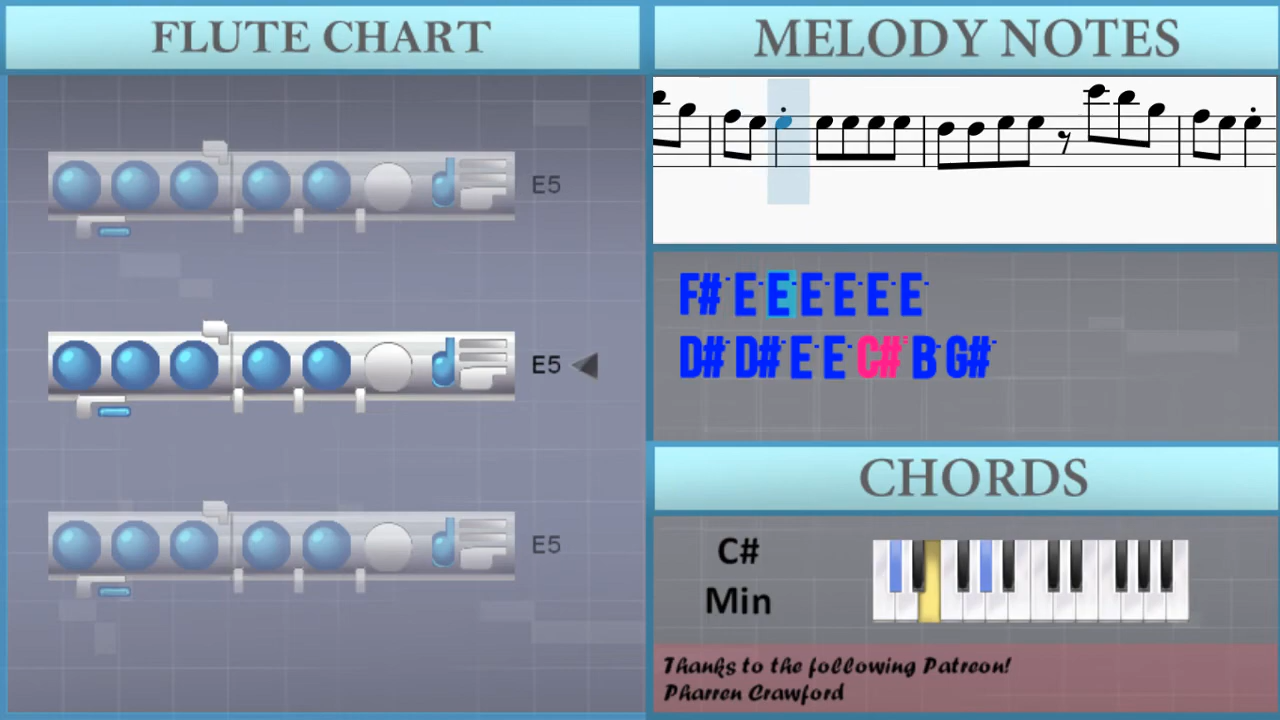 FLUTE CHART
E5
E5
E5
MELODY NOTES
F#· E· E· E· E· E· E·
D#· D#· E· E· C#: B· G#·
CHORDS
C#
Min
Thanks to the following Patreon!
Pharren Crawford